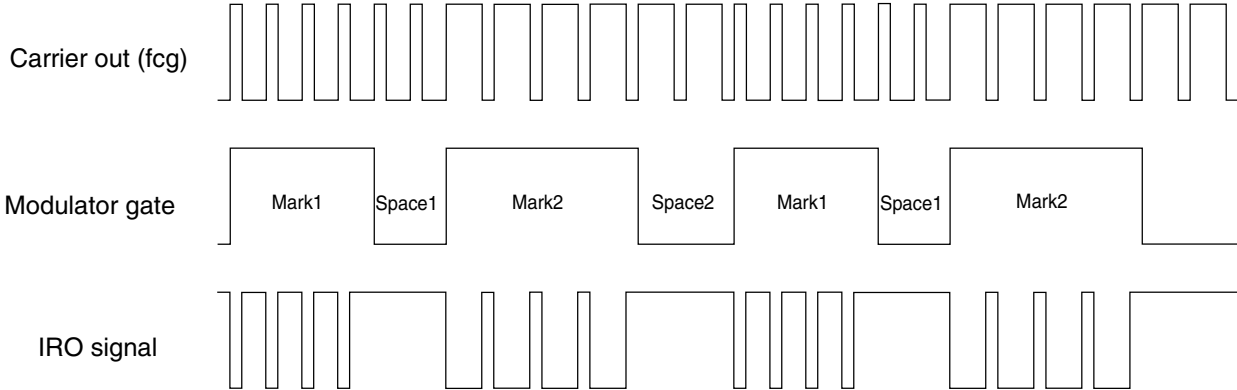 Carrier out (fcg)
Modulator gate
Mark1
Space1
Mark2
Space2
Mark1
Space1
Mark2
IRO signal